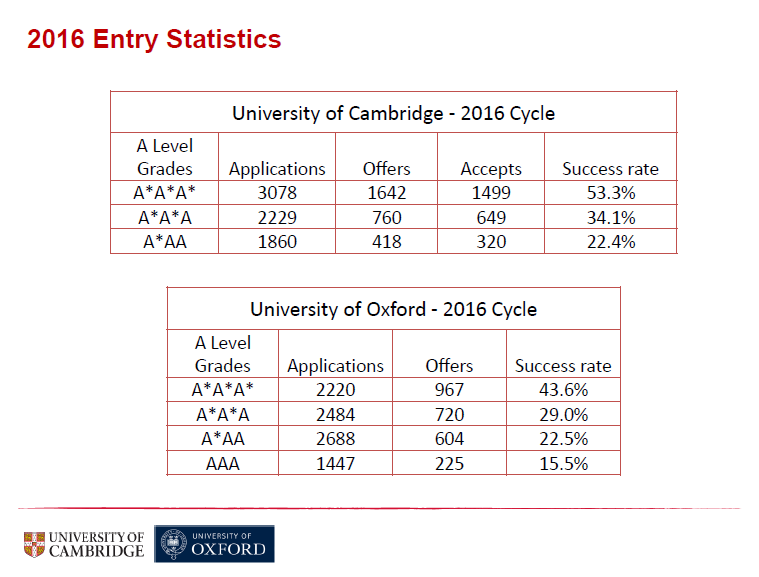 2016 Entry Statistics
University of Cambridge - 2016 Cycle
A Level
Grades Applications Offers Accepts Success rate
A*A*A* 3078 1642 1499 53.3%
A*A*A 2229 760 649 34.1%
A*AA 1860 418 320 22.4%
University of Oxford - 2016 Cycle
A Level
Grades Applications Offers Success rate
A*A*A* 2220 967 43.6%
A*A*A 2484 720 29.0%
A*AA 2688 604 22.5%
AAA 1447 225 15.5%
UNIVERSITY OF
CAMBRIDGE
UNIVERSITY OF
OXFORD